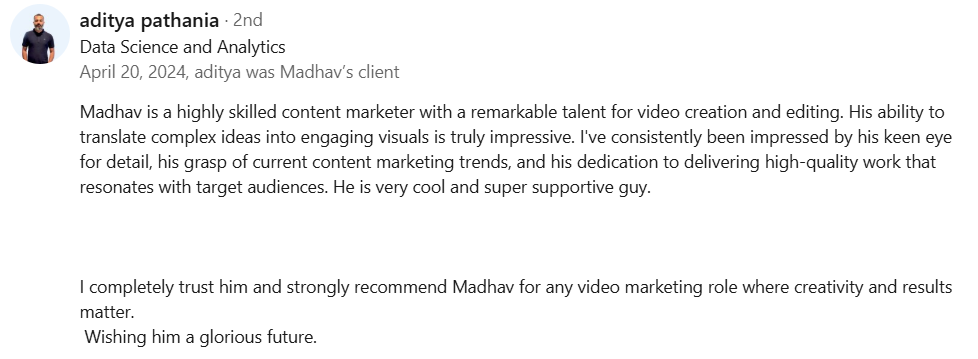 aditya pathania · 2nd
Data Science and Analytics
April 20, 2024, aditya was Madhav’s client
Madhav is a highly skilled content marketer with a remarkable talent for video creation and editing. His ability to
translate complex ideas into engaging visuals is truly impressive. I've consistently been impressed by his keen eye
for detail, his grasp of current content marketing trends, and his dedication to delivering high-quality work that
resonates with target audiences. He is very cool and super supportive guy.
I completely trust him and strongly recommend Madhav for any video marketing role where creativity and results
matter.
Wishing him a glorious future.